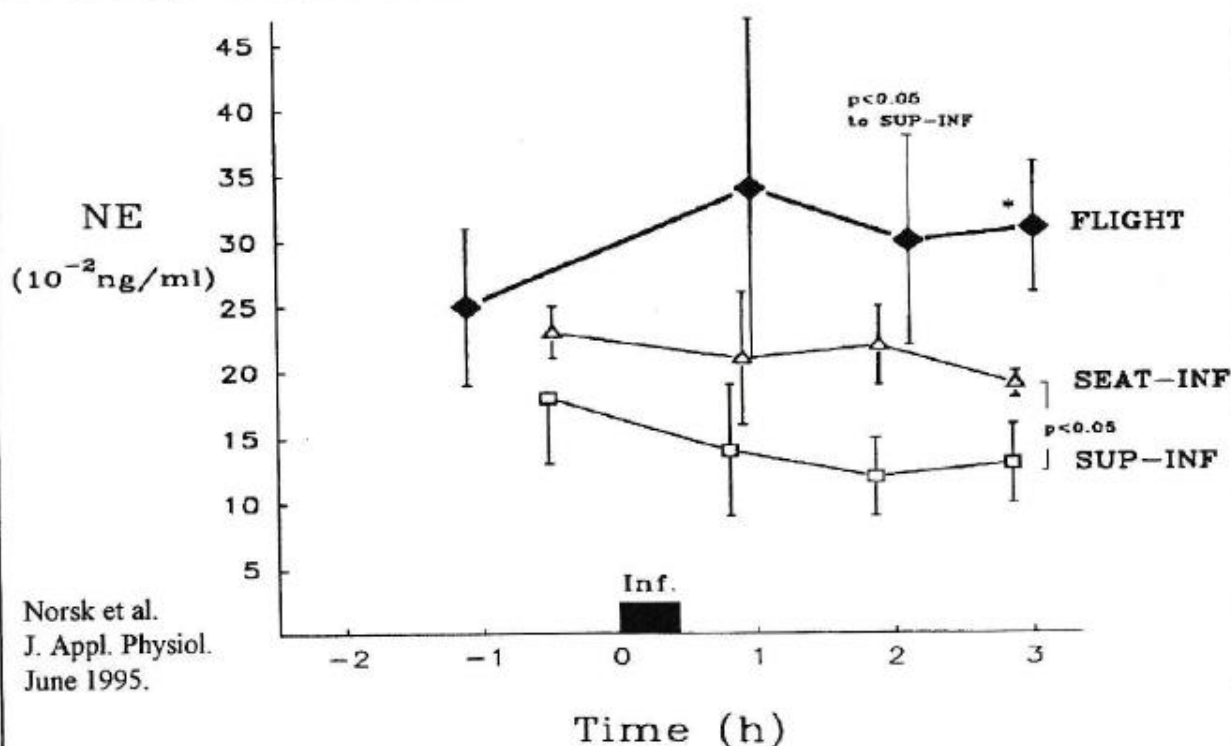 45
40
35
30
25
20
15
10
5
NE
(10⁻²ng/ml)
p<0.05
to SUP-INF
*
FLIGHT
SEAT-INF
p<0.05
SUP-INF
Inf.
-2
-1
0
1
2
3
Time (h)
Norsk et al.
J. Appl. Physiol.
June 1995.